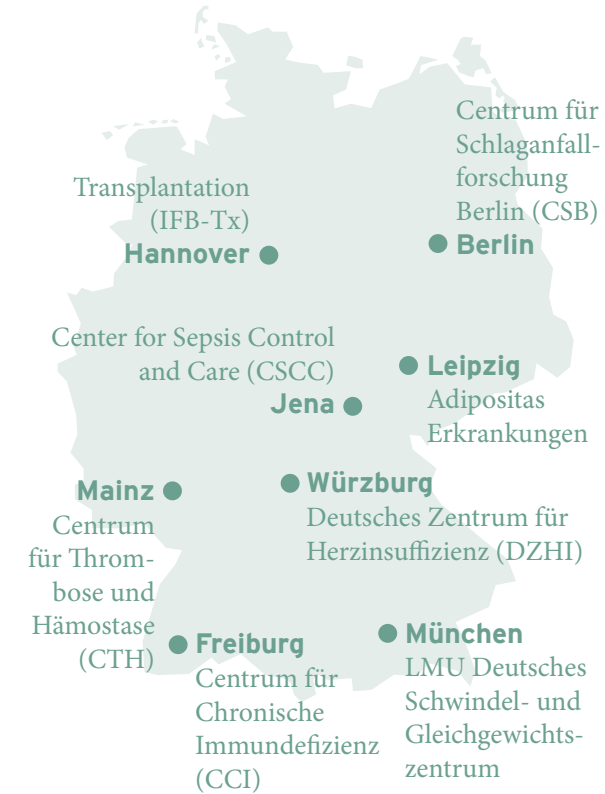 Centrum für
Schlaganfall-
forschung
Berlin (CSB)
Berlin
Transplantation
(IFB-Tx)
Hannover
Center for Sepsis Control
and Care (CSCC)
Jena
Leipzig
Adipositas
Erkrankungen
Mainz
Centrum
für Throm-
bose und
Hämostase
(CTH)
Würzburg
Deutsches Zentrum für
Herzinsuffizienz (DZHI)
Freiburg
Centrum für
Chronische
Immundefizienz
(CCI)
München
LMU Deutsches
Schwindel- und
Gleichgewichts-
zentrum